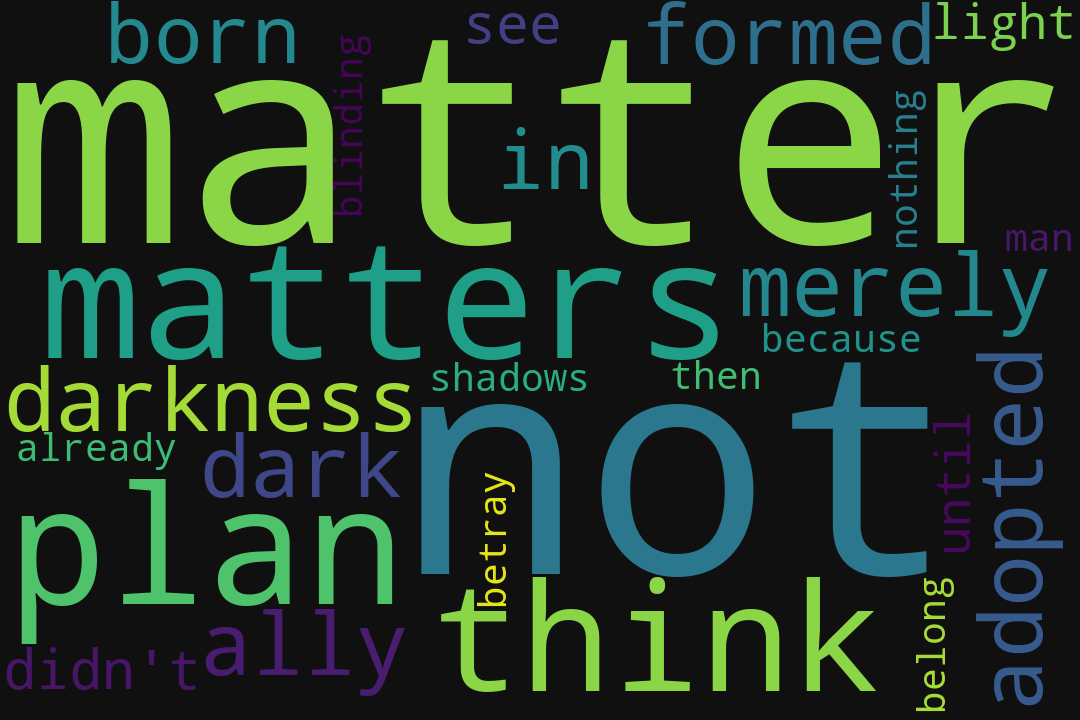 born
see
formed
light
matter
blinding
in
nothing
man
matters
merely
because
darkness
shadows
then
not
already
dark
until
adopted
plan
betray
think
belong
didn't
ally